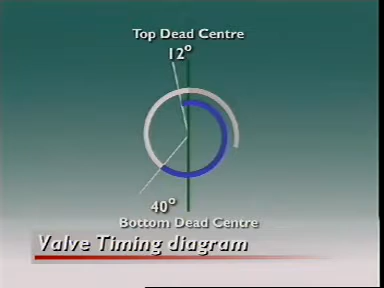 Top Dead Centre
12°
40°
Bottom Dead Centre
Valve Timing diagram